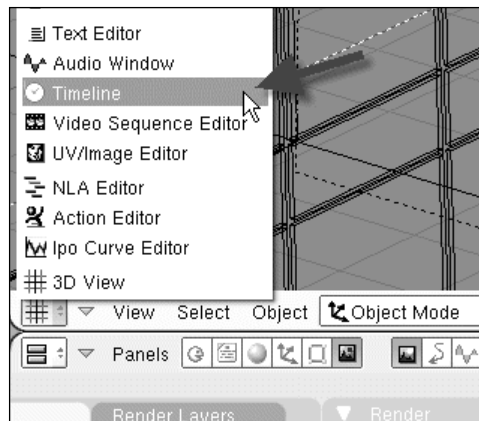 Text Editor
Audio Window
Timeline
Video Sequence Editor
UV/Image Editor
NLA Editor
Action Editor
Ipo Curve Editor
3D View
View Select Object Object Mode
Panels
Render Layers Render